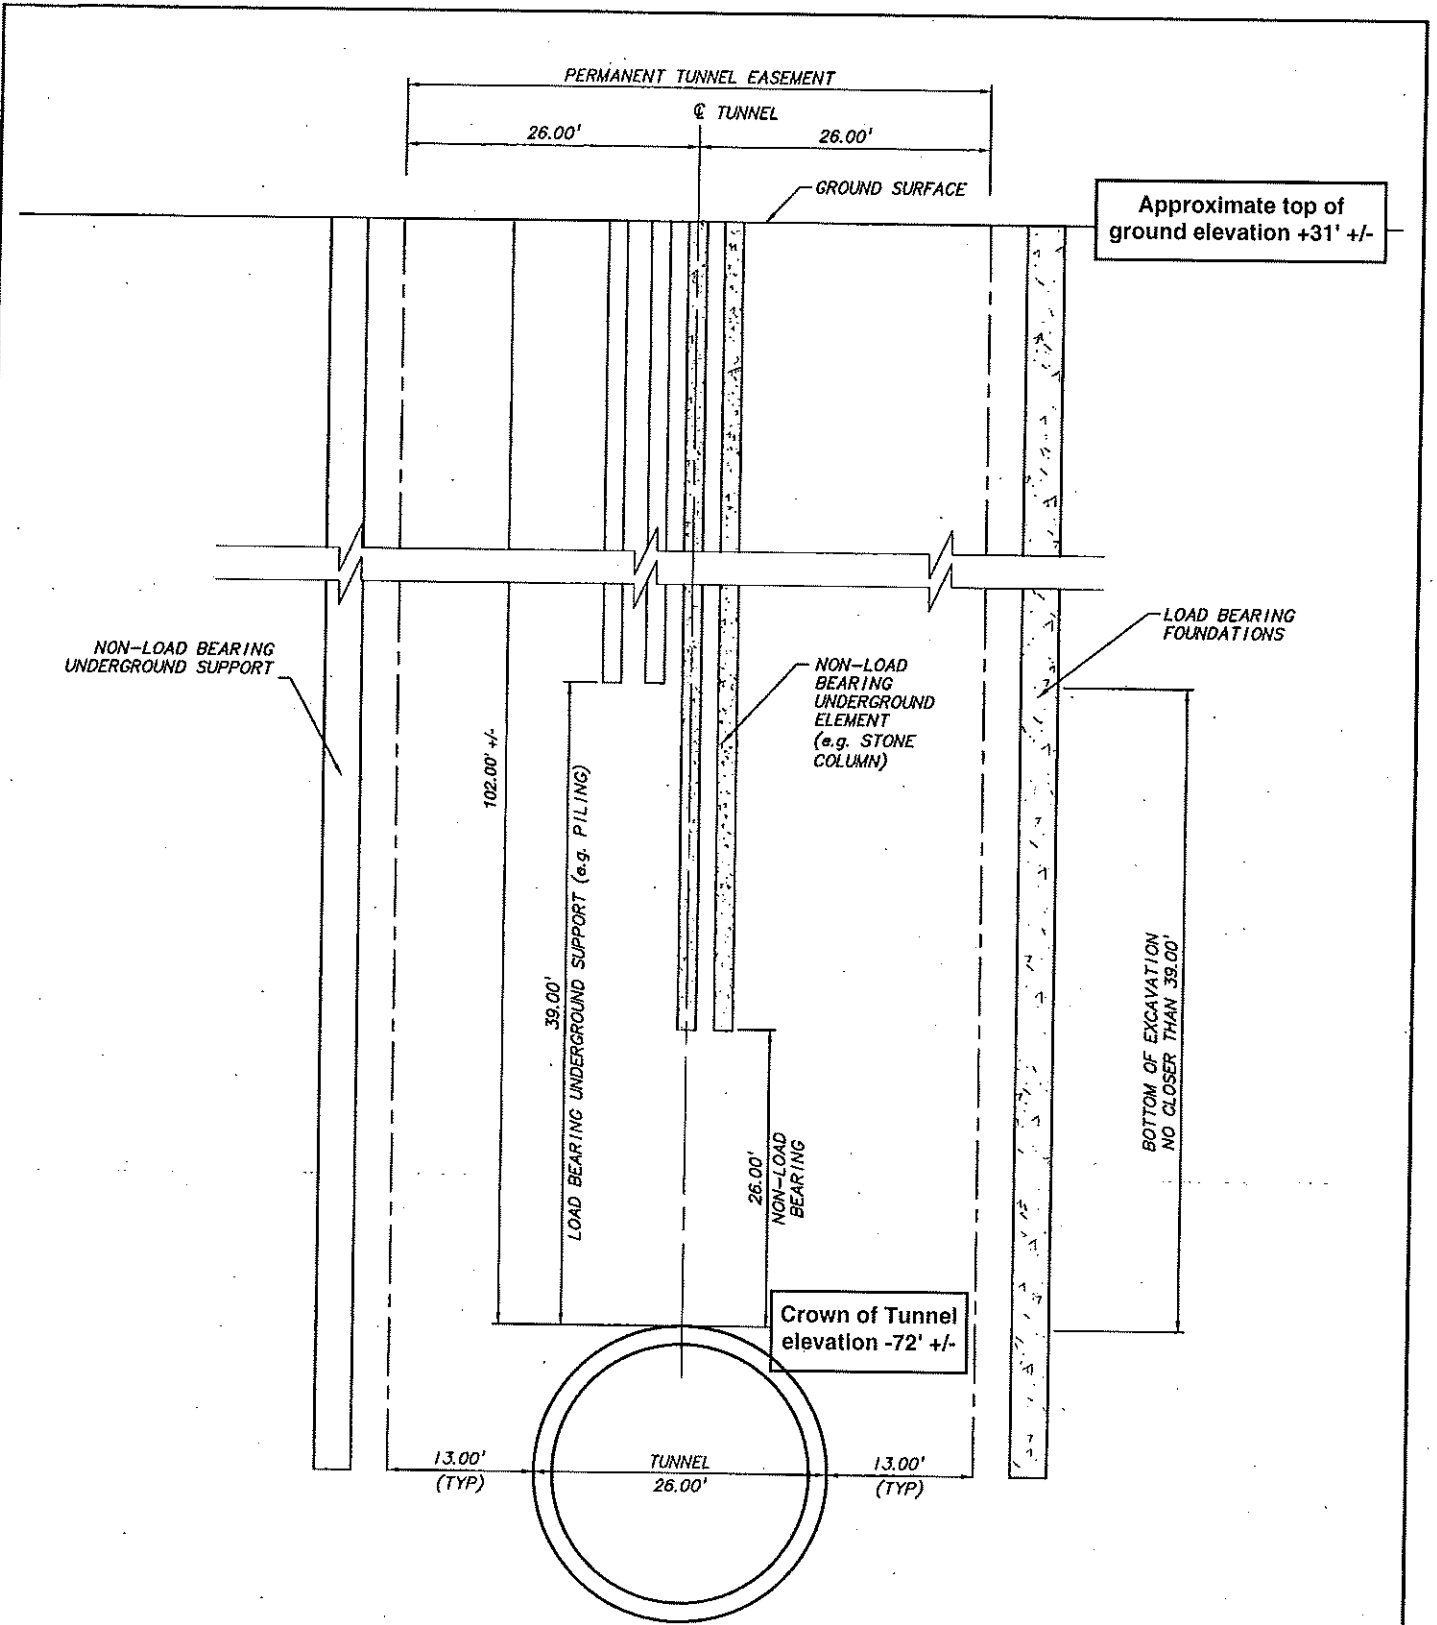 PERMANENT TUNNEL EASEMENT
℄ TUNNEL
26.00'
26.00'
GROUND SURFACE
Approximate top of
ground elevation +31' +/-
NON-LOAD BEARING
UNDERGROUND SUPPORT
LOAD BEARING
FOUNDATIONS
NON-LOAD
BEARING
UNDERGROUND
ELEMENT
(e.g. STONE
COLUMN)
102.00' +/-
39.00'
LOAD BEARING UNDERGROUND SUPPORT (e.g. PILING)
BOTTOM OF EXCAVATION
NO CLOSER THAN 39.00'
26.00'
NON-LOAD
BEARING
Crown of Tunnel
elevation -72' +/-
13.00'
(TYP)
TUNNEL
26.00'
13.00'
(TYP)